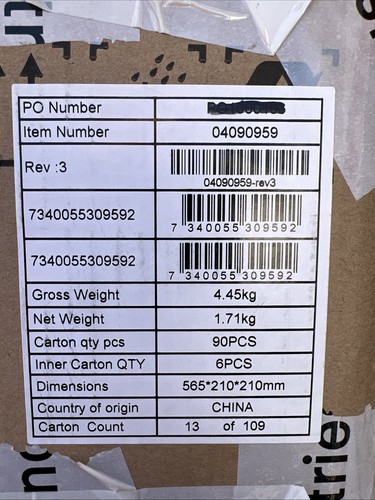 PO Number
Item Number 04090959
Rev :3
04090959-rev3
7340055309592
7 340055 309592
7340055309592
7 340055 309592
Gross Weight 4.45kg
Net Weight 1.71kg
Carton qty pcs 90PCS
Inner Carton QTY 6PCS
Dimensions 565*210*210mm
Country of origin CHINA
Carton Count 13 of 109